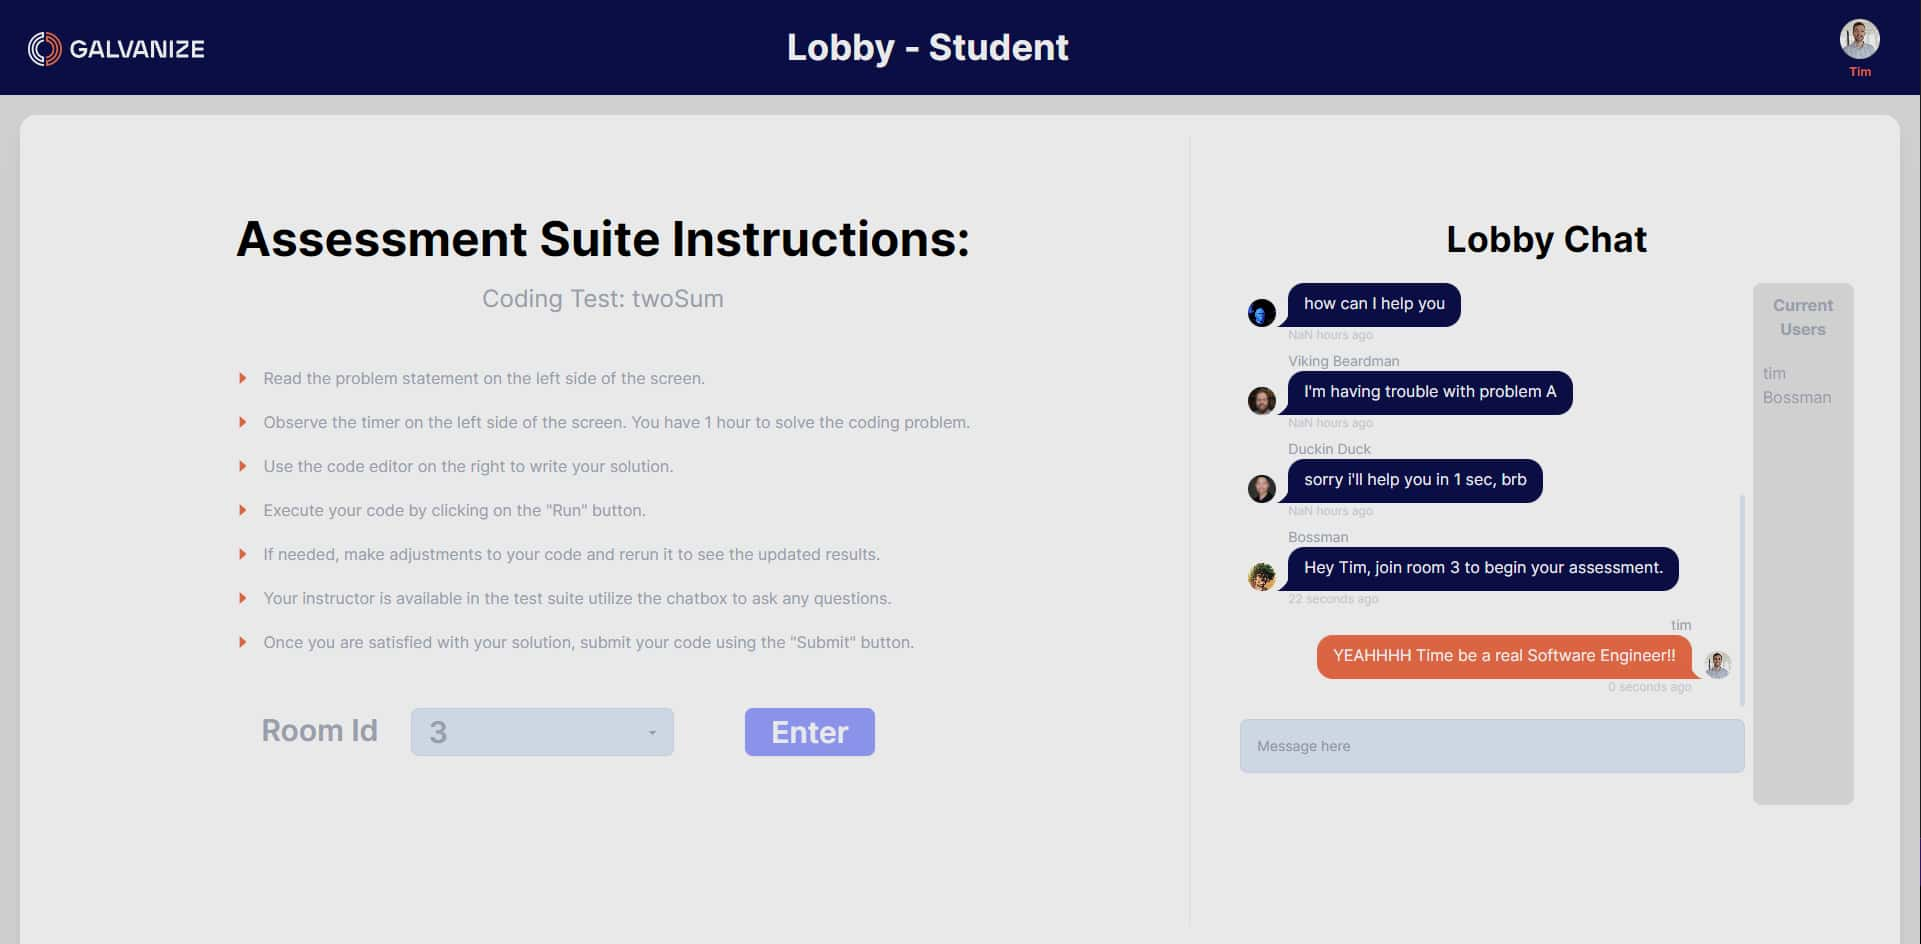 GALVANIZE
Lobby - Student
Tim
Assessment Suite Instructions:
Coding Test: twoSum
Read the problem statement on the left side of the screen.
Observe the timer on the left side of the screen. You have 1 hour to solve the coding problem.
Use the code editor on the right to write your solution.
Execute your code by clicking on the "Run" button.
If needed, make adjustments to your code and rerun it to see the updated results.
Your instructor is available in the test suite utilize the chatbox to ask any questions.
Once you are satisfied with your solution, submit your code using the "Submit" button.
Room Id
3
Enter
Lobby Chat
how can I help you
NaN hours ago
Viking Beardman
I'm having trouble with problem A
NaN hours ago
Duckin Duck
sorry i'll help you in 1 sec, brb
NaN hours ago
Bossman
Hey Tim, join room 3 to begin your assessment.
22 seconds ago
tim
YEAHHHH Time be a real Software Engineer!!
0 seconds ago
Message here
Current
Users
tim
Bossman